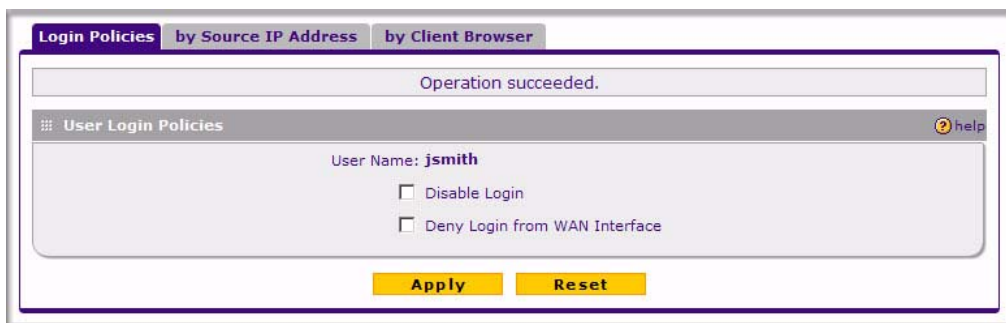 Login Policies by Source IP Address by Client Browser
Operation succeeded.
User Login Policies ? help
User Name: jsmith
Disable Login
Deny Login from WAN Interface
Apply Reset